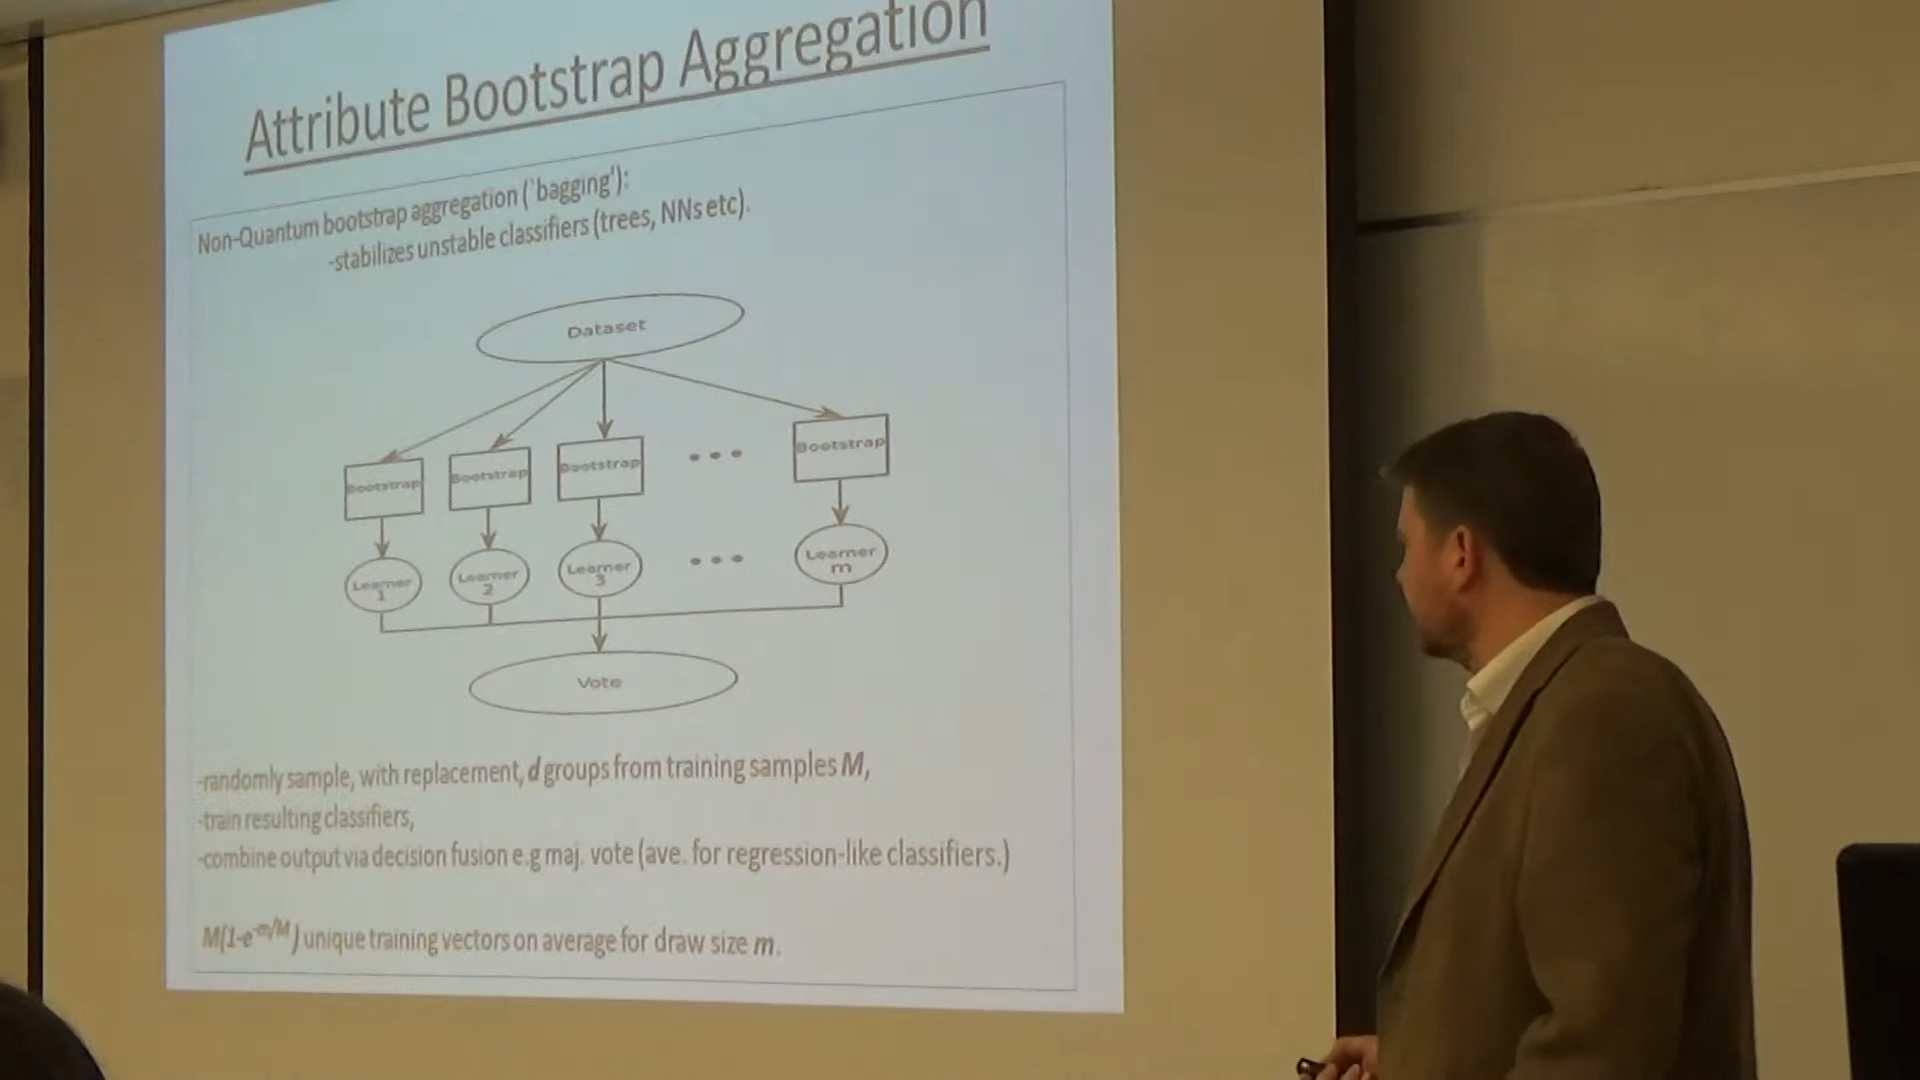 Attribute Bootstrap Aggregation
Non-Quantum bootstrap aggregation (`bagging'):
-stabilizes unstable classifiers (trees, NNs etc).
Dataset
Bootstrap Bootstrap Bootstrap • • • Bootstrap
Learner 1 Learner 2 Learner 3 • • • Learner m
Vote
-randomly sample, with replacement, d groups from training samples M,
-train resulting classifiers,
-combine output via decision fusion e.g maj. vote (ave. for regression-like classifiers.)
M(1-e^-m/M) unique training vectors on average for draw size m.